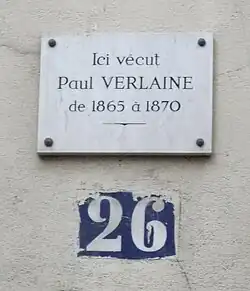 Ici vécut
Paul VERLAINE
de 1865 à 1870
26